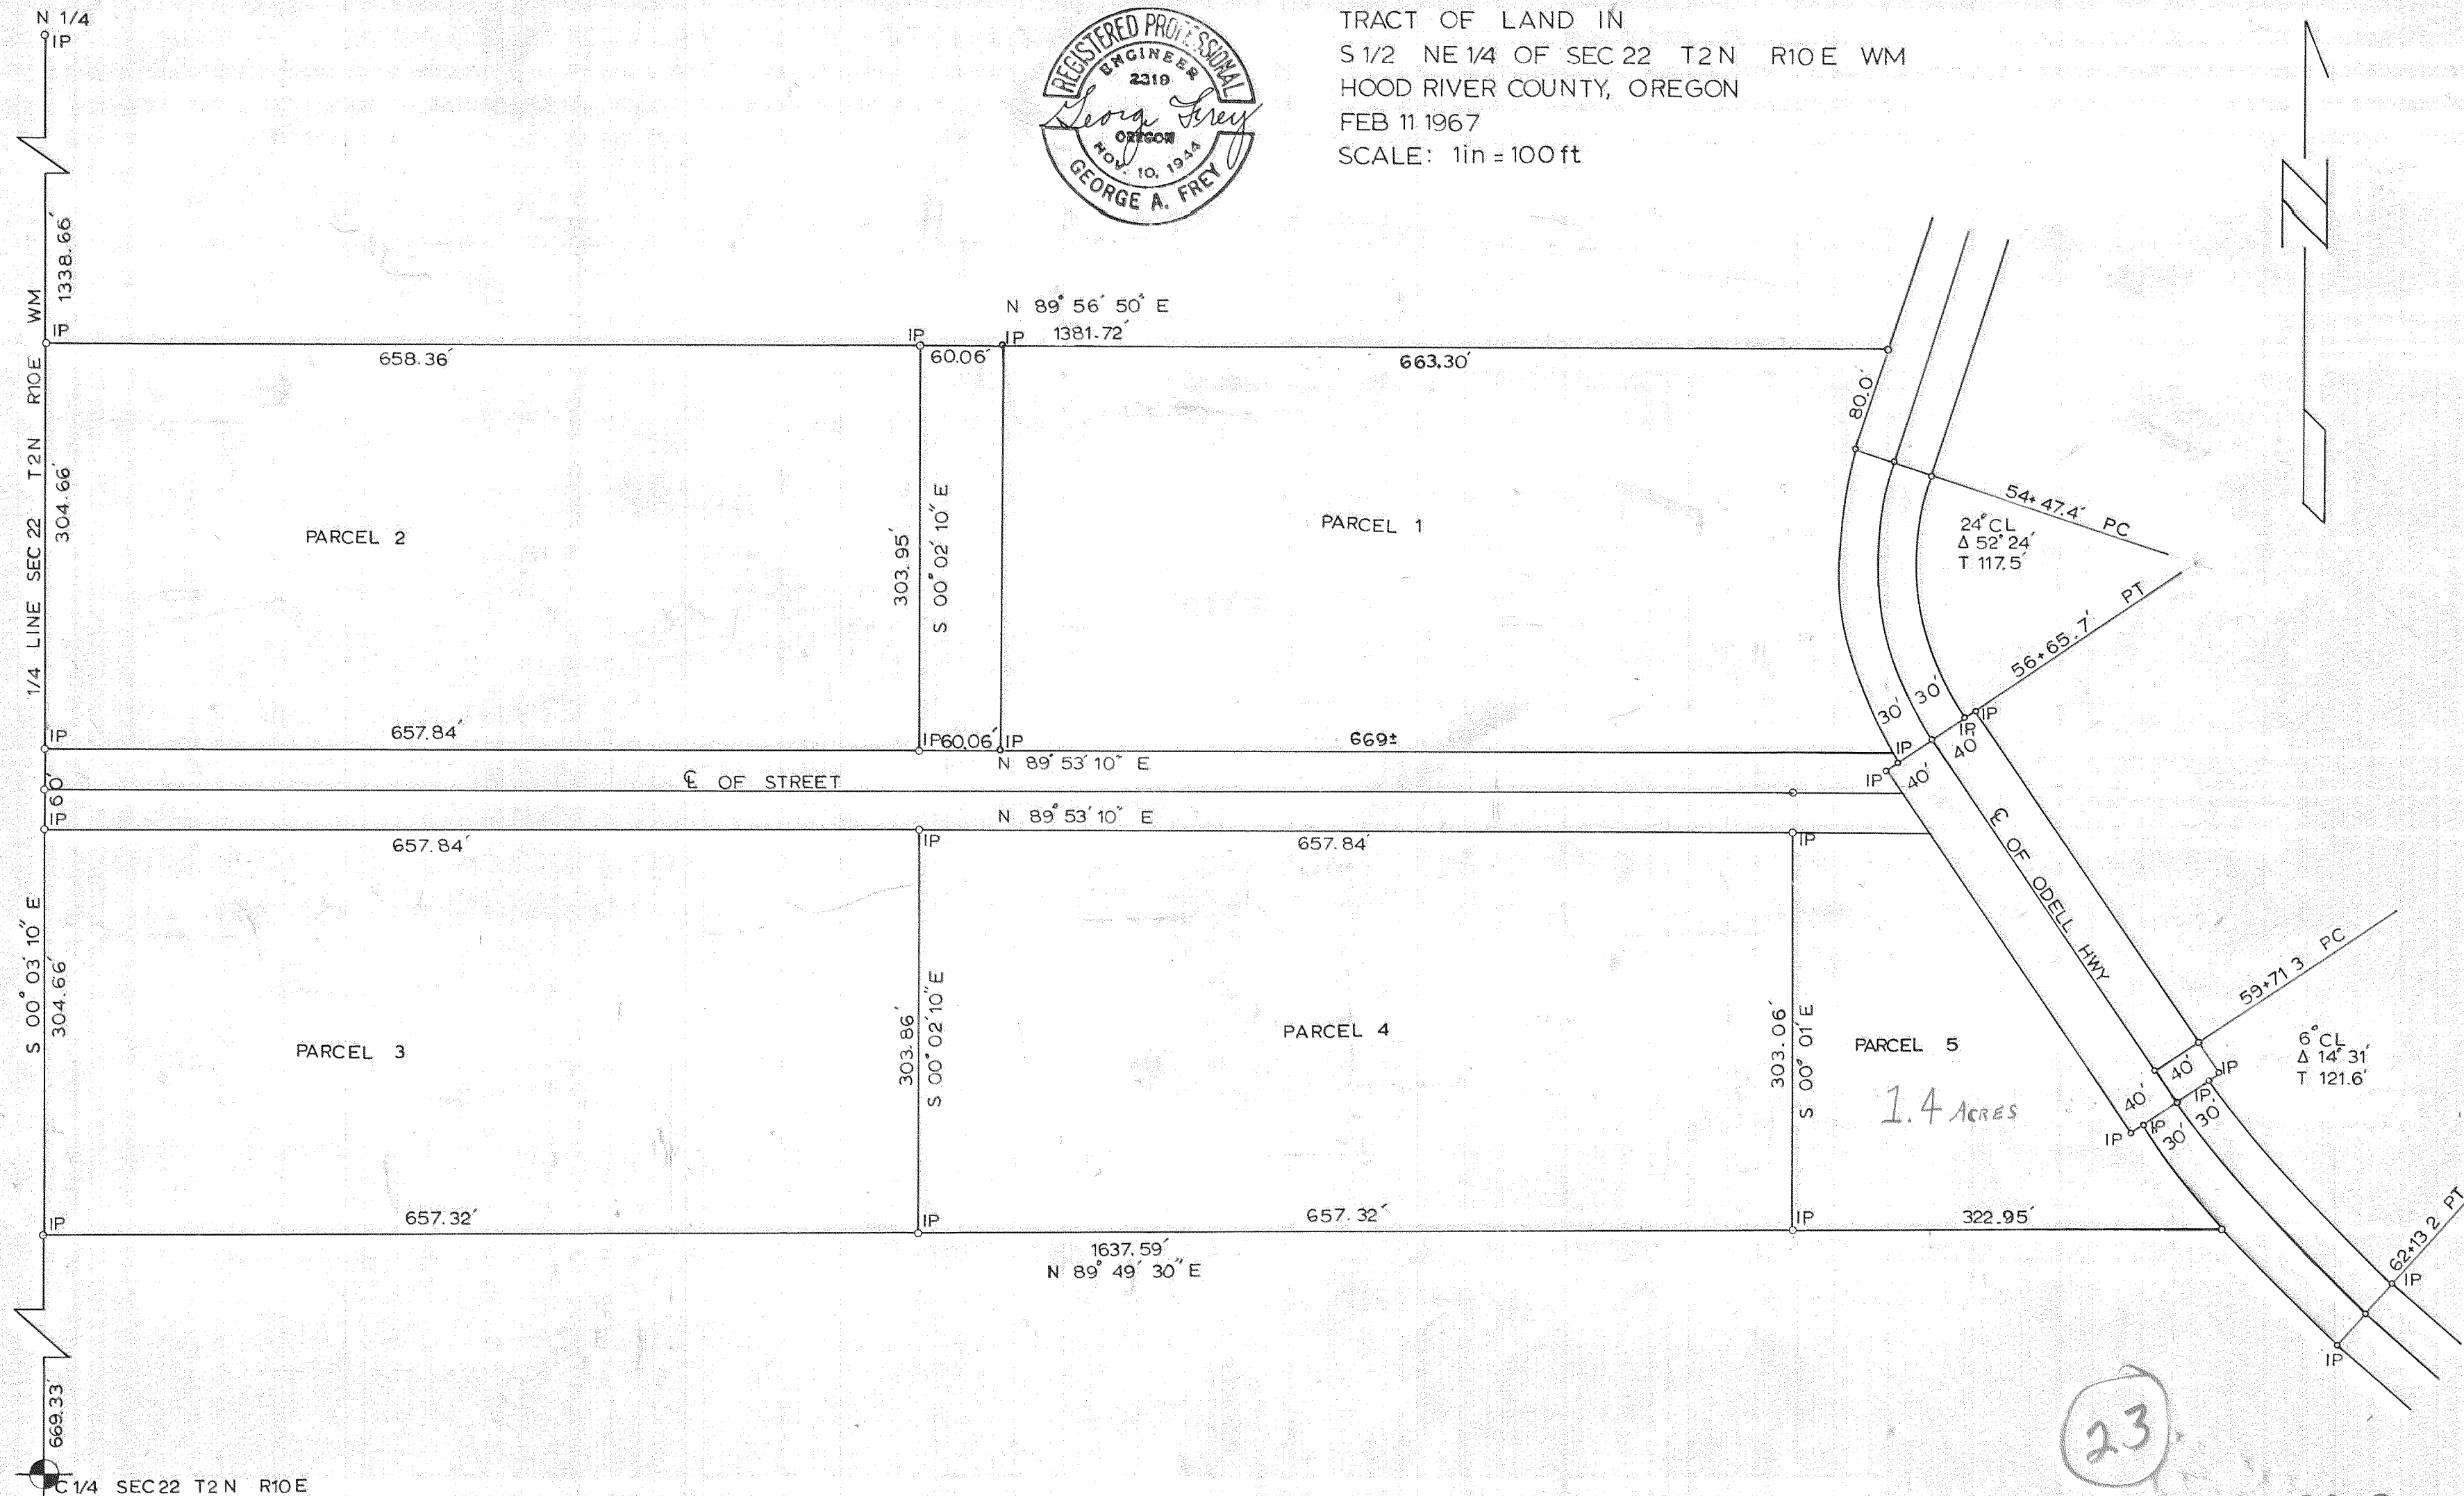 TRACT OF LAND IN
S 1/2 NE 1/4 OF SEC 22 T2N R10E WM
HOOD RIVER COUNTY, OREGON
FEB 11 1967
SCALE: 1in = 100 ft
REGISTERED PROFESSIONAL
ENGINEER
2319
George Frey
OREGON
NOV. 10. 1944
GEORGE A. FREY
N
N 1/4
IP
1338.66′
1/4 LINE SEC 22 T2N R10E WM
N 89° 56′ 50″ E
1381.72′
IP
IP
IP
658.36′
60.06′
663.30′
80.0′
304.66′
PARCEL 2
303.95′
S 00° 02′ 10″ E
PARCEL 1
54+47.4′ PC
24° CL
Δ 52° 24′
T 117.5′
56+65.7′ PT
30′
30′
IP
IP
40′
IP
IP
40′
IP
657.84′
IP
60.06′
IP
669±
N 89° 53′ 10″ E
60′
℄ OF STREET
IP
N 89° 53′ 10″ E
657.84′
IP
657.84′
IP
℄ OF ODELL HWY
S 00° 03′ 10″ E
304.66′
PARCEL 3
303.86′
S 00° 02′ 10″ E
PARCEL 4
303.06′
S 00° 01′ E
PARCEL 5
1.4 ACRES
59+71 3 PC
6° CL
Δ 14° 31′
T 121.6′
40′
IP
IP
30′
40′
IP
IP
30′
IP
657.32′
IP
657.32′
IP
322.95′
1637.59′
N 89° 49′ 30″ E
62+13 2 PT
IP
IP
669.33′
C 1/4 SEC 22 T2N R10E
23